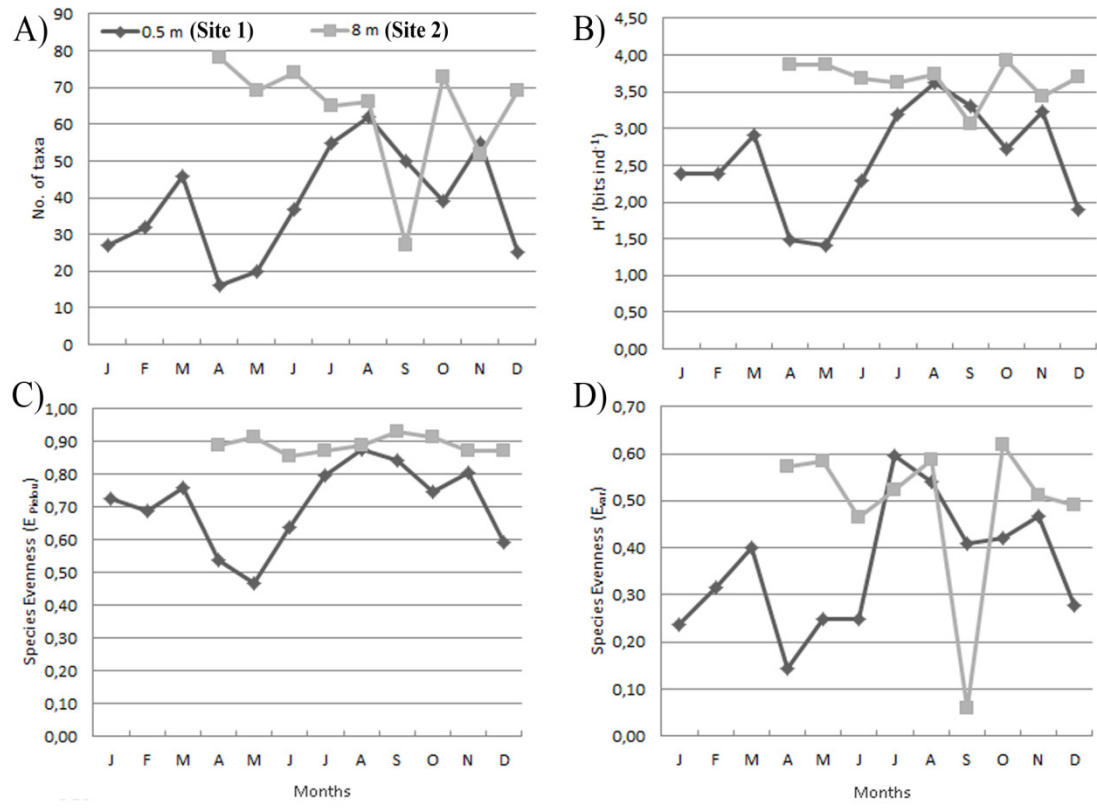 A)
0.5 m (Site 1)
8 m (Site 2)
No. of taxa
90
80
70
60
50
40
30
20
10
0
J F M A M J J A S O N D
B)
H' (bits ind⁻¹)
4,50
4,00
3,50
3,00
2,50
2,00
1,50
1,00
0,50
0,00
J F M A M J J A S O N D
C)
Species Evenness (E Pielou)
1,00
0,90
0,80
0,70
0,60
0,50
0,40
0,30
0,20
0,10
0,00
J F M A M J J A S O N D
Months
D)
Species Evenness (Evar)
0,70
0,60
0,50
0,40
0,30
0,20
0,10
0,00
J F M A M J J A S O N D
Months